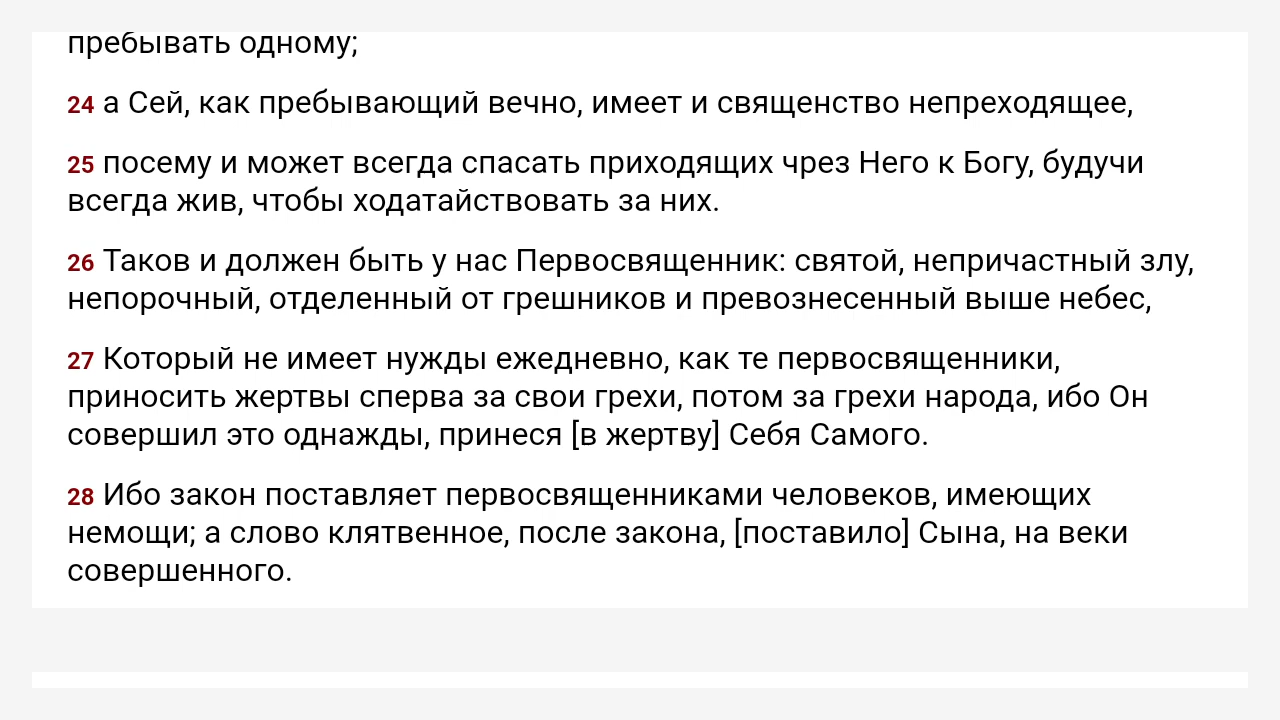 пребывать одному;
24 а Сей, как пребывающий вечно, имеет и священство непреходящее,
25 посему и может всегда спасать приходящих чрез Него к Богу, будучи
всегда жив, чтобы ходатайствовать за них.
26 Таков и должен быть у нас Первосвященник: святой, непричастный злу,
непорочный, отделенный от грешников и превознесенный выше небес,
27 Который не имеет нужды ежедневно, как те первосвященники,
приносить жертвы сперва за свои грехи, потом за грехи народа, ибо Он
совершил это однажды, принеся [в жертву] Себя Самого.
28 Ибо закон поставляет первосвященниками человеков, имеющих
немощи; а слово клятвенное, после закона, [поставило] Сына, на веки
совершенного.